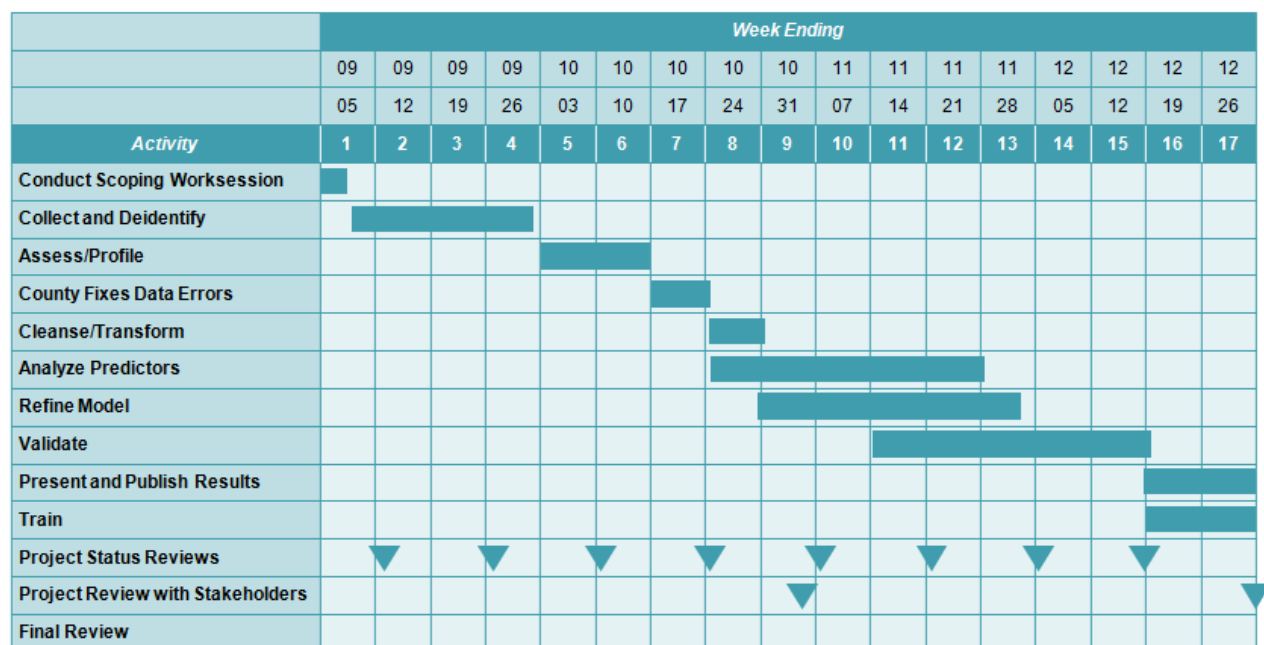 Week Ending
09 09 09 09 10 10 10 10 10 11 11 11 11 12 12 12 12
05 12 19 26 03 10 17 24 31 07 14 21 28 05 12 19 26
Activity 1 2 3 4 5 6 7 8 9 10 11 12 13 14 15 16 17
Conduct Scoping Worksession
Collect and Deidentify
Assess/Profile
County Fixes Data Errors
Cleanse/Transform
Analyze Predictors
Refine Model
Validate
Present and Publish Results
Train
Project Status Reviews
Project Review with Stakeholders
Final Review